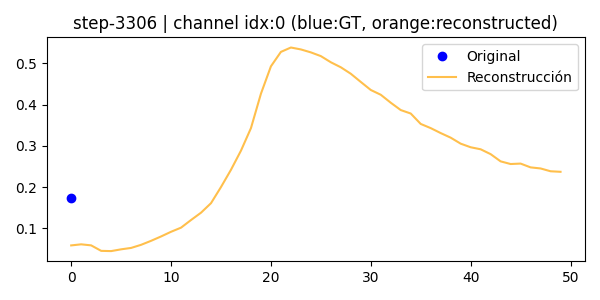 step-3306 | channel idx:0 (blue:GT, orange:reconstructed)
Original
Reconstrucción
0.5
0.4
0.3
0.2
0.1
0 10 20 30 40 50